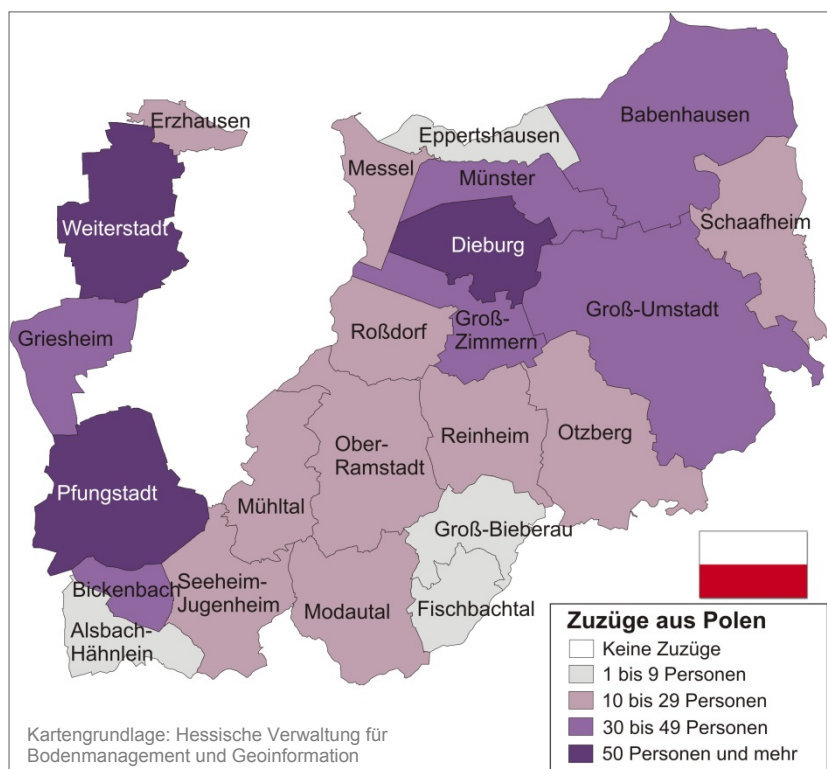 Erzhausen
Eppertshausen
Babenhausen
Messel
Münster
Schaafheim
Weiterstadt
Dieburg
Griesheim
Roßdorf
Groß-
Zimmern
Groß-Umstadt
Ober-
Ramstadt
Reinheim
Otzberg
Pfungstadt
Mühltal
Groß-Bieberau
Bickenbach
Seeheim-
Jugenheim
Modautal
Fischbachtal
Alsbach-
Hähnlein
Zuzüge aus Polen
Keine Zuzüge
1 bis 9 Personen
10 bis 29 Personen
30 bis 49 Personen
50 Personen und mehr
Kartengrundlage: Hessische Verwaltung für
Bodenmanagement und Geoinformation